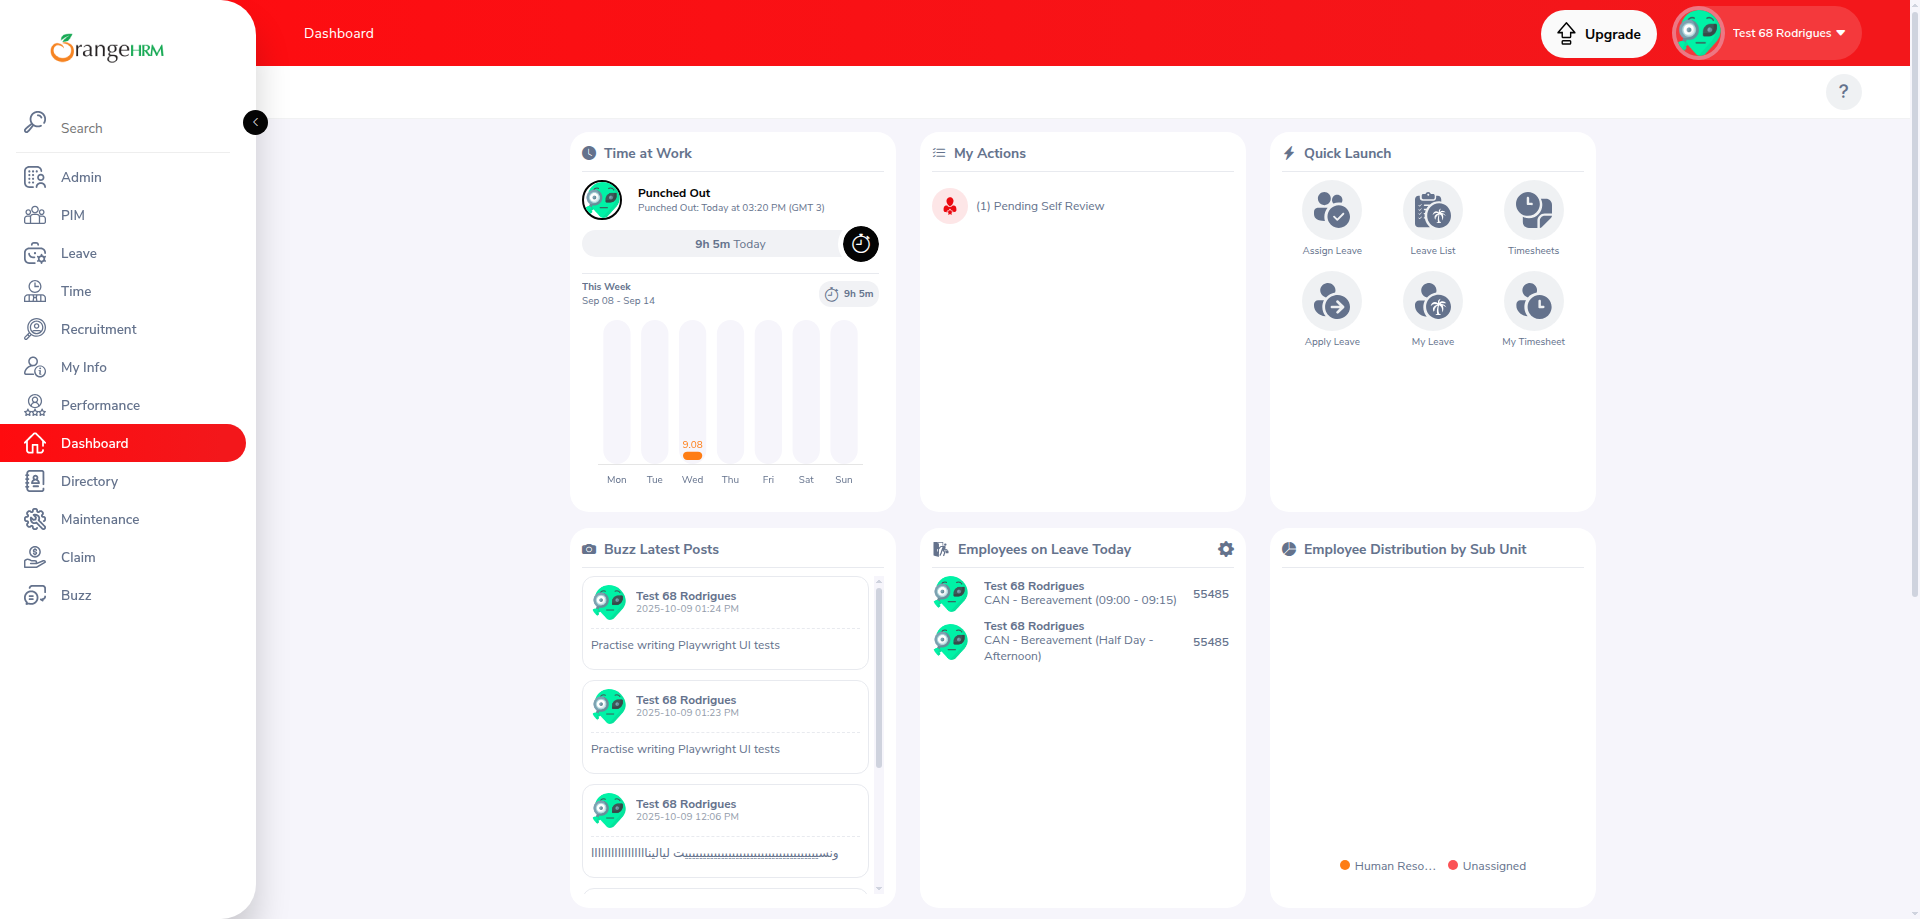 OrangeHRM
Search
Admin
PIM
Leave
Time
Recruitment
My Info
Performance
Dashboard
Directory
Maintenance
Claim
Buzz
Dashboard
Upgrade
Test 68 Rodrigues
?
Time at Work
Punched Out
Punched Out: Today at 03:20 PM (GMT 3)
9h 5m Today
This Week
Sep 08 - Sep 14
9h 5m
9.08
Mon Tue Wed Thu Fri Sat Sun
My Actions
(1) Pending Self Review
Quick Launch
Assign Leave Leave List Timesheets
Apply Leave My Leave My Timesheet
Buzz Latest Posts
Test 68 Rodrigues
2025-10-09 01:24 PM
Practise writing Playwright UI tests
Test 68 Rodrigues
2025-10-09 01:23 PM
Practise writing Playwright UI tests
Test 68 Rodrigues
2025-10-09 12:06 PM
Employees on Leave Today
Test 68 Rodrigues
CAN - Bereavement (09:00 - 09:15)
55485
Test 68 Rodrigues
CAN - Bereavement (Half Day -
Afternoon)
55485
Employee Distribution by Sub Unit
Human Reso... Unassigned